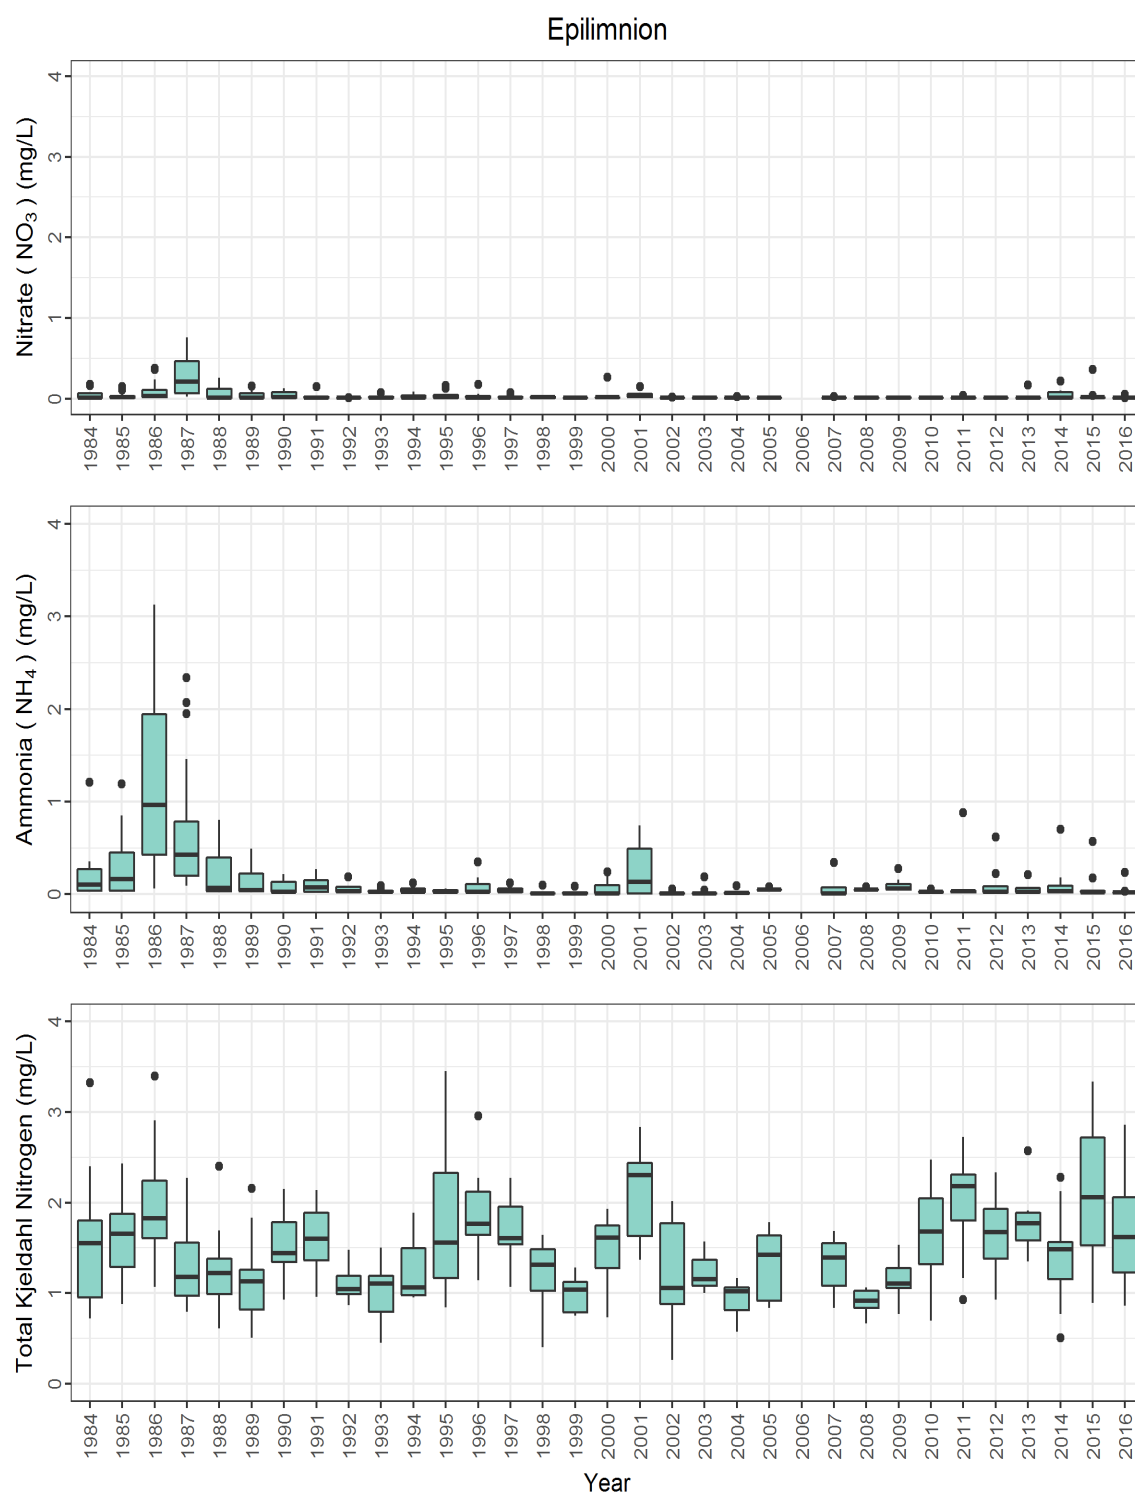 Epilimnion
Nitrate ( NO₃ ) (mg/L)
4
3
2
1
0
1984 1985 1986 1987 1988 1989 1990 1991 1992 1993 1994 1995 1996 1997 1998 1999 2000 2001 2002 2003 2004 2005 2006 2007 2008 2009 2010 2011 2012 2013 2014 2015 2016
Ammonia ( NH₄ ) (mg/L)
4
3
2
1
0
1984 1985 1986 1987 1988 1989 1990 1991 1992 1993 1994 1995 1996 1997 1998 1999 2000 2001 2002 2003 2004 2005 2006 2007 2008 2009 2010 2011 2012 2013 2014 2015 2016
Total Kjeldahl Nitrogen (mg/L)
4
3
2
1
0
1984 1985 1986 1987 1988 1989 1990 1991 1992 1993 1994 1995 1996 1997 1998 1999 2000 2001 2002 2003 2004 2005 2006 2007 2008 2009 2010 2011 2012 2013 2014 2015 2016
Year